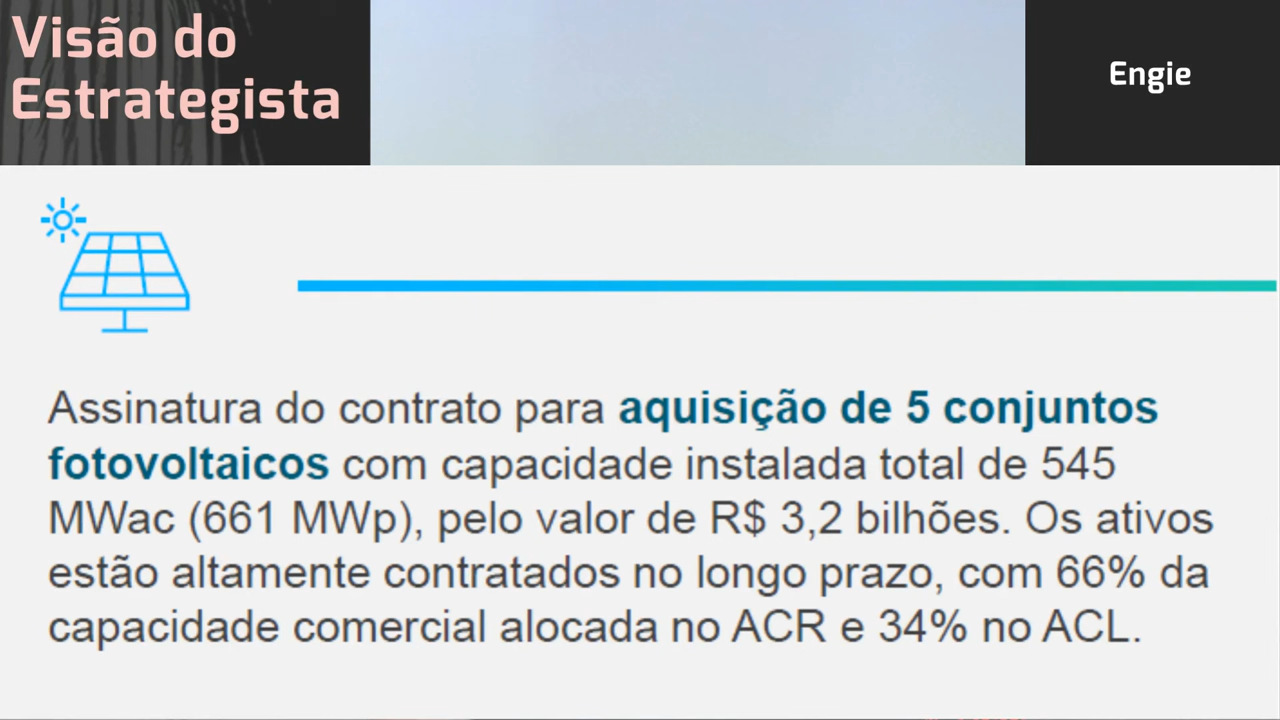 Visão do
Estrategista
Engie
Assinatura do contrato para aquisição de 5 conjuntos
fotovoltaicos com capacidade instalada total de 545
MWac (661 MWp), pelo valor de R$ 3,2 bilhões. Os ativos
estão altamente contratados no longo prazo, com 66% da
capacidade comercial alocada no ACR e 34% no ACL.